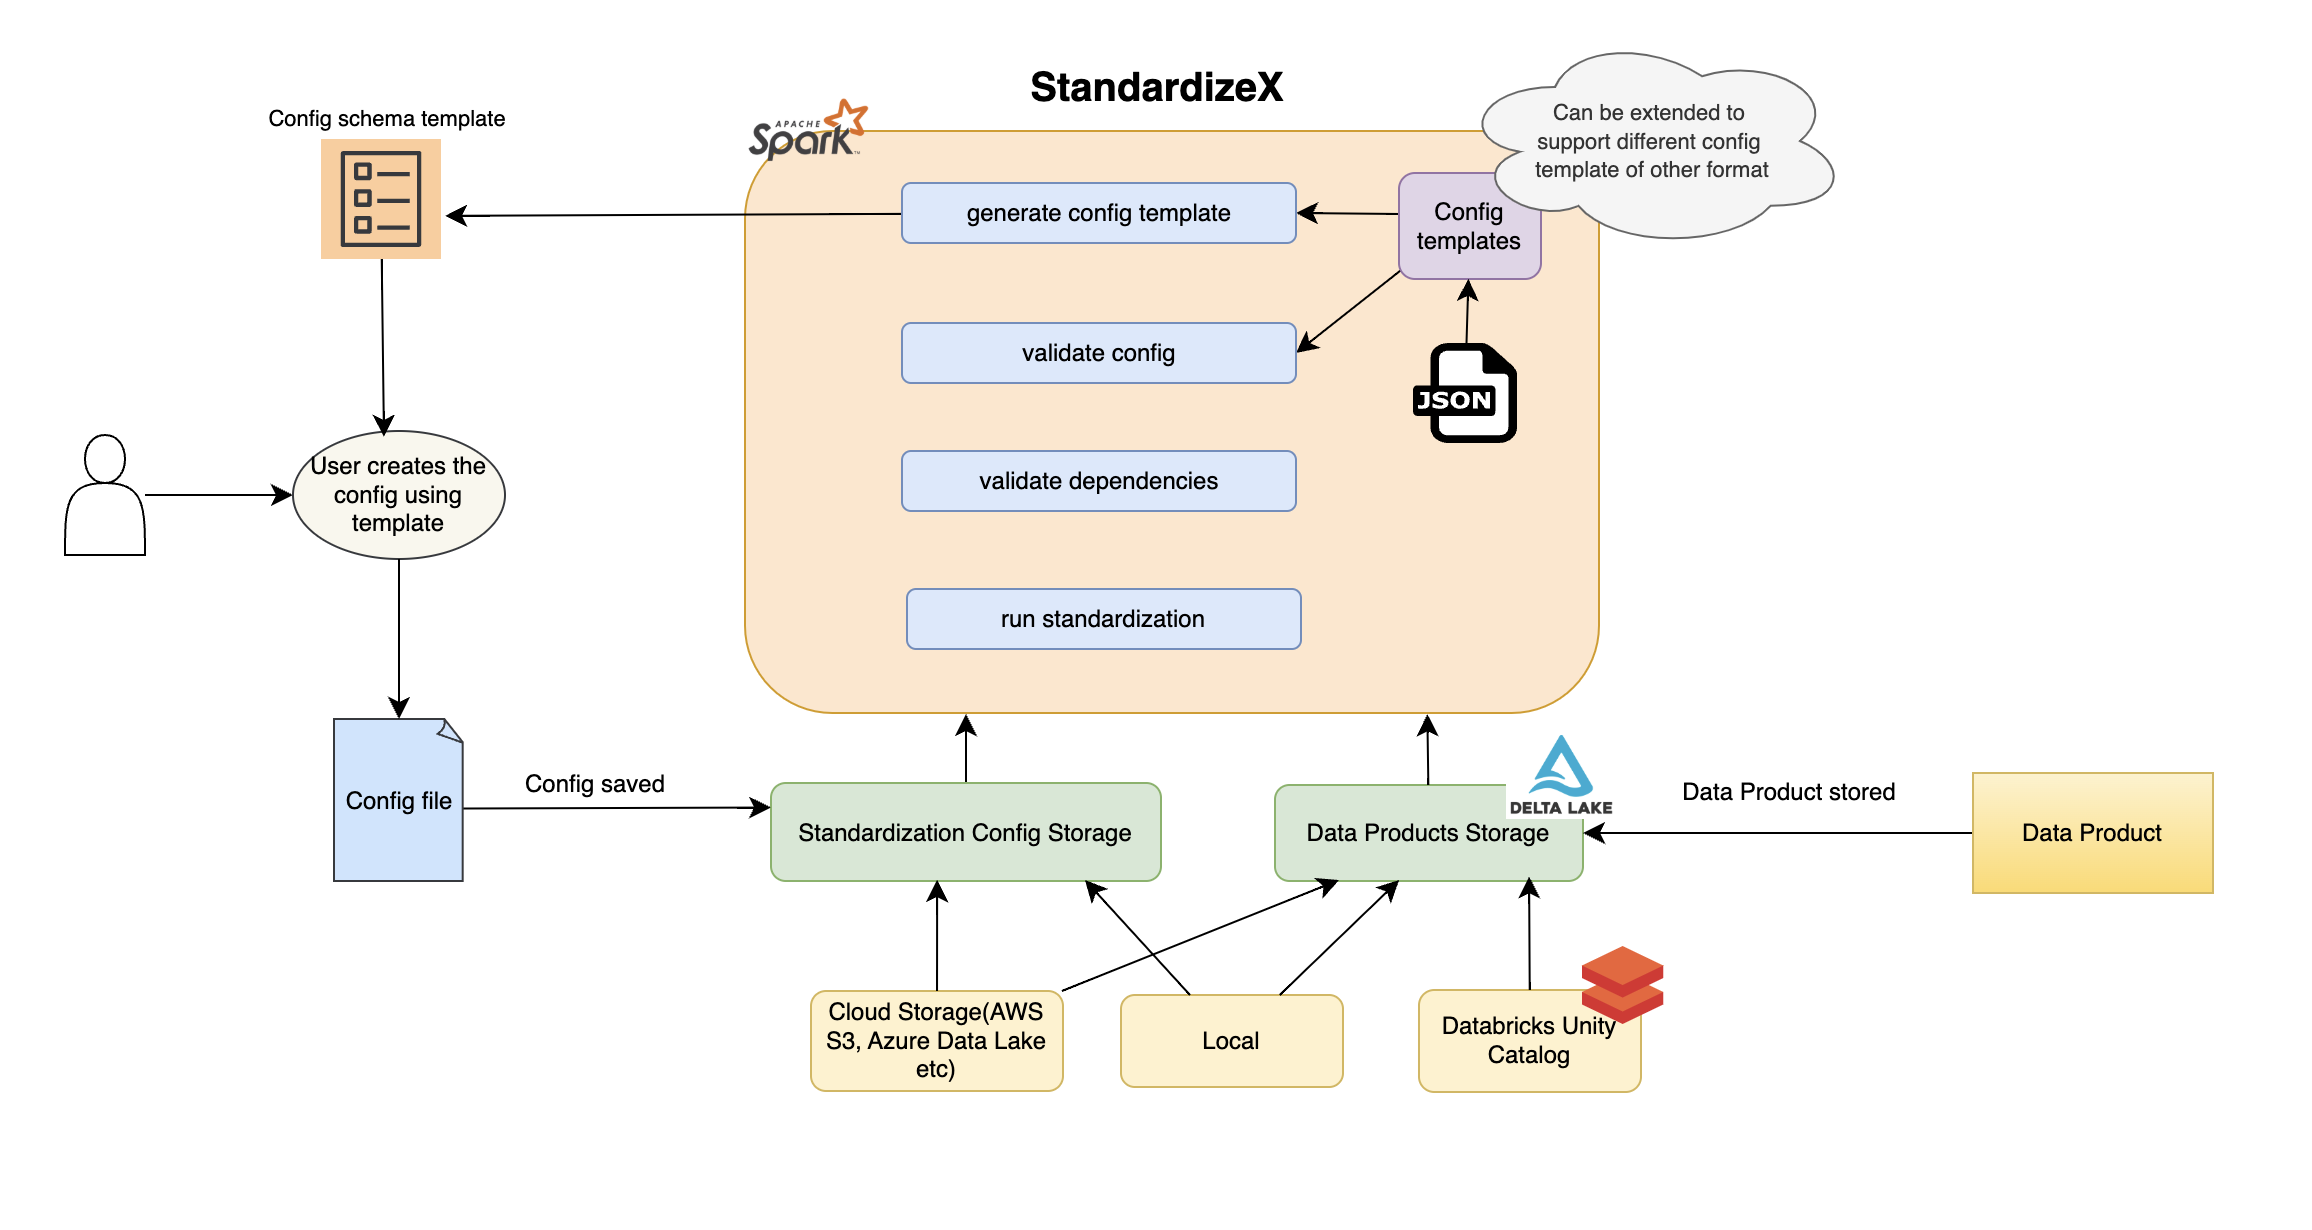 StandardizeX
Config schema template
APACHE
Spark™
Can be extended to
support different config
template of other format
generate config template
Config
templates
validate config
JSON
User creates the
config using
template
validate dependencies
run standardization
Config file
Config saved
Standardization Config Storage
Data Products Storage
DELTA LAKE
Data Product stored
Data Product
Cloud Storage(AWS
S3, Azure Data Lake
etc)
Local
Databricks Unity
Catalog